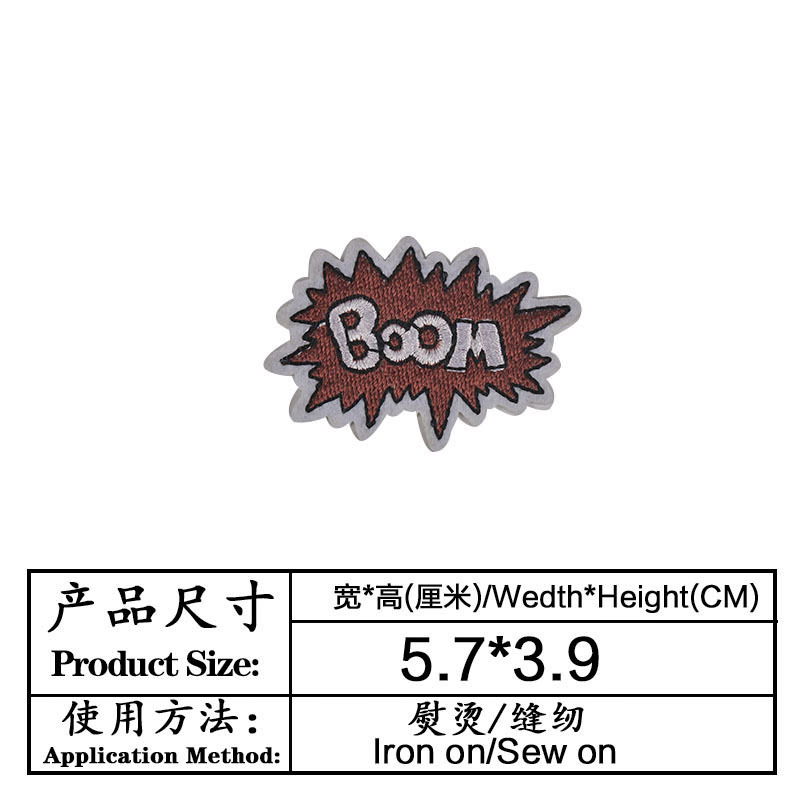 BOOM
产品尺寸
Product Size:
宽*高(厘米)/Wedth*Height(CM)
5.7*3.9
使用方法：
Application Method:
熨烫/缝纫
Iron on/Sew on